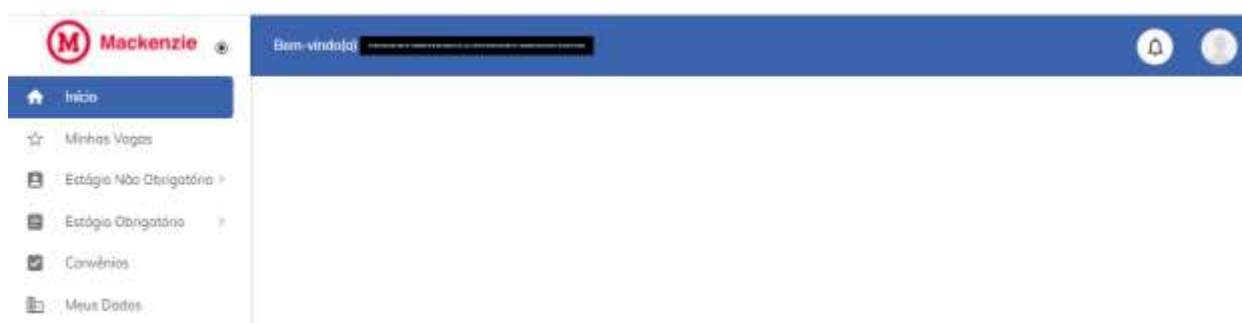 M Mackenzie
Bem-vindo(a)
Início
Minhas Vagas
Estágio Não Obrigatório
Estágio Obrigatório
Convênios
Meus Dados